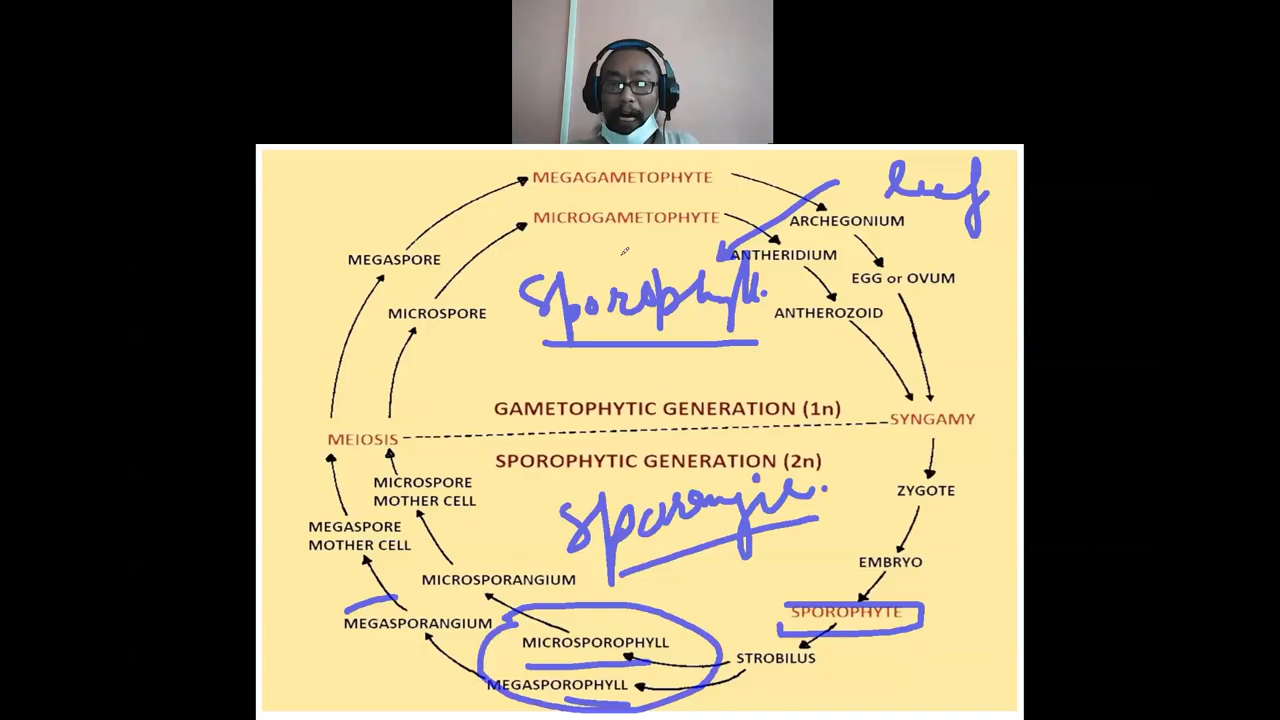 MEGAGAMETOPHYTE
leaf
MICROGAMETOPHYTE
ARCHEGONIUM
MEGASPORE
ANTHERIDIUM
EGG or OVUM
Sporophyll.
MICROSPORE
ANTHEROZOID
GAMETOPHYTIC GENERATION (1n)
SYNGAMY
MEIOSIS
SPOROPHYTIC GENERATION (2n)
MICROSPORE
MOTHER CELL
ZYGOTE
Sporangia.
MEGASPORE
MOTHER CELL
EMBRYO
MICROSPORANGIUM
SPOROPHYTE
MEGASPORANGIUM
MICROSPOROPHYLL
STROBILUS
MEGASPOROPHYLL